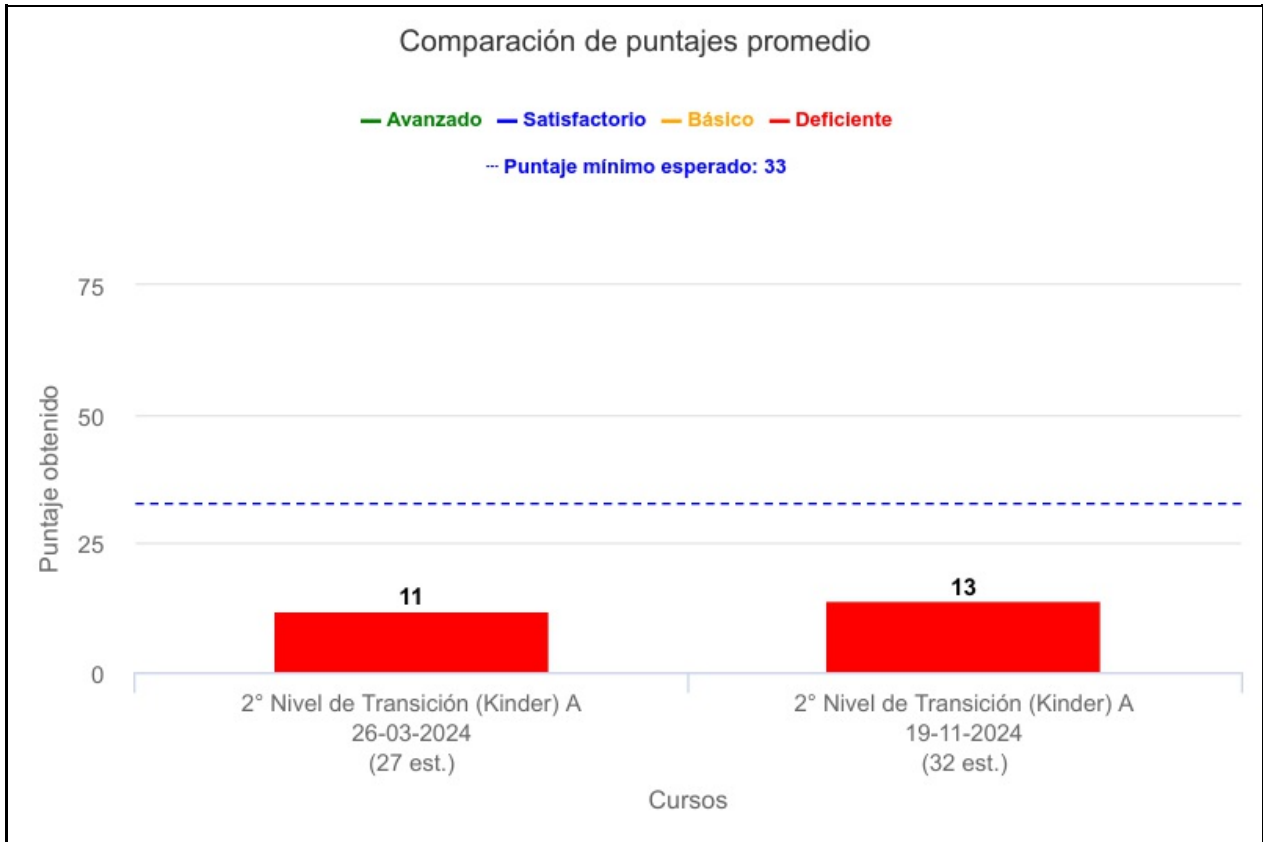 Comparación de puntajes promedio
Avanzado Satisfactorio Básico Deficiente
Puntaje mínimo esperado: 33
75
50
25
0
Puntaje obtenido
11
13
2° Nivel de Transición (Kinder) A
26-03-2024
(27 est.)
2° Nivel de Transición (Kinder) A
19-11-2024
(32 est.)
Cursos